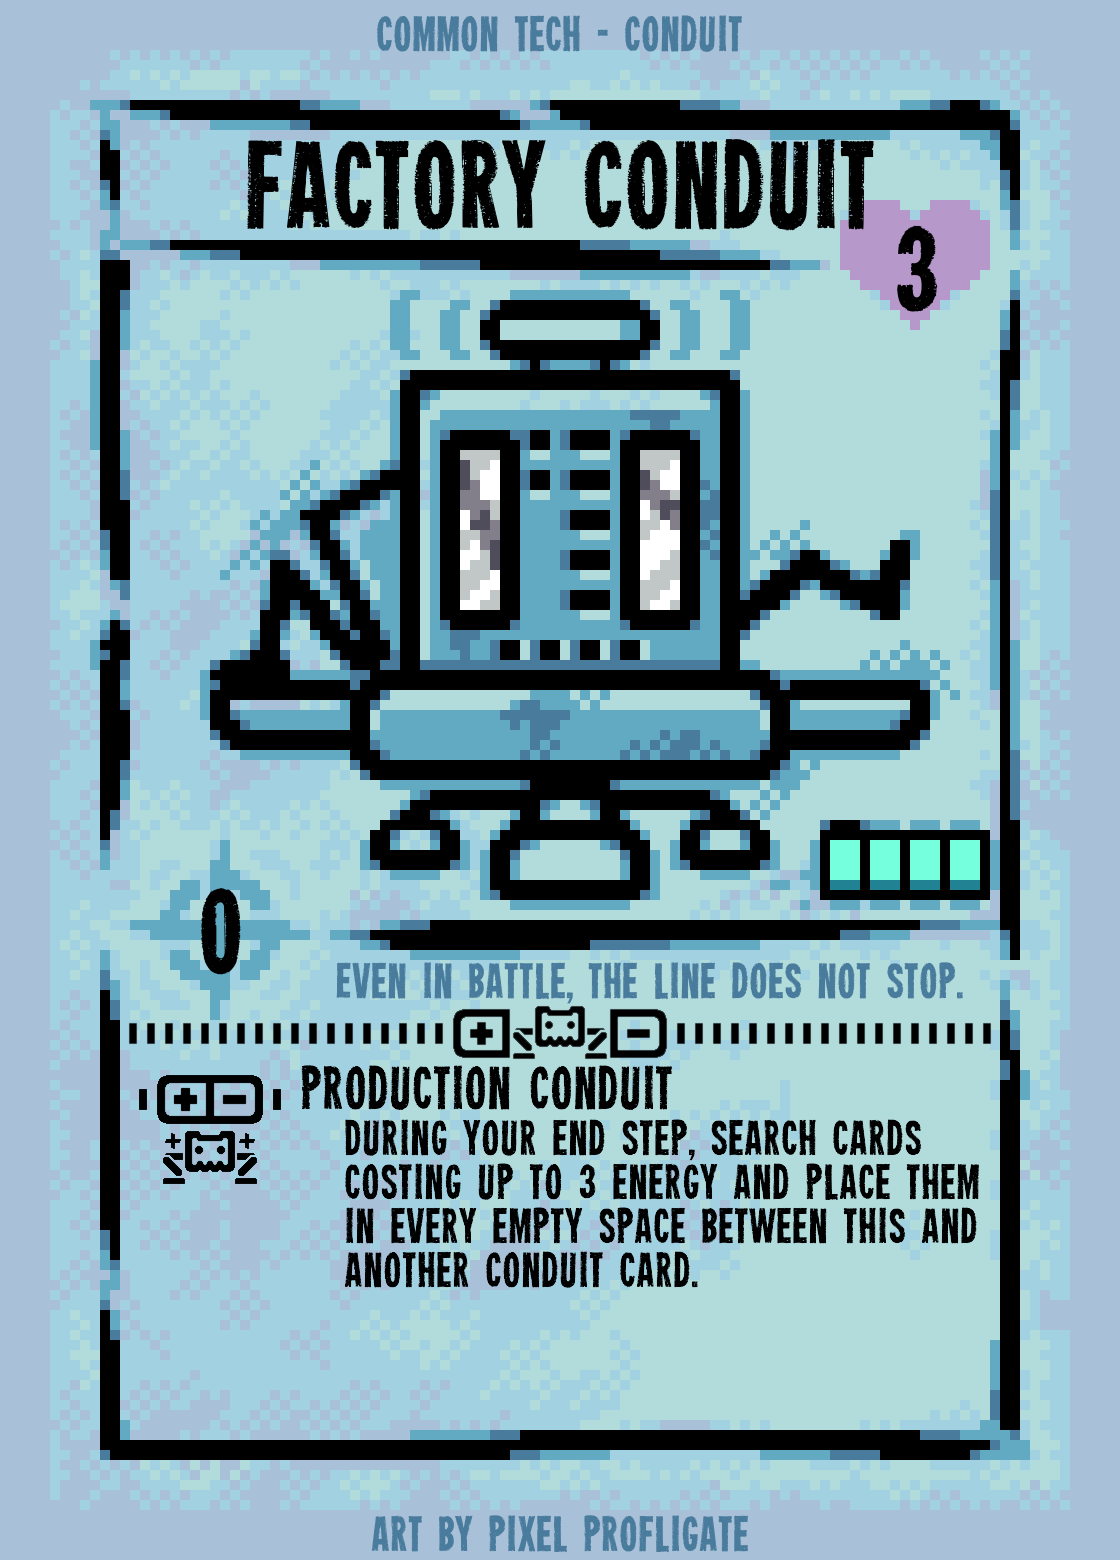 COMMON TECH - CONDUIT
FACTORY CONDUIT
3
0
EVEN IN BATTLE, THE LINE DOES NOT STOP.
PRODUCTION CONDUIT
DURING YOUR END STEP, SEARCH CARDS
COSTING UP TO 3 ENERGY AND PLACE THEM
IN EVERY EMPTY SPACE BETWEEN THIS AND
ANOTHER CONDUIT CARD.
ART BY PIXEL PROFLIGATE